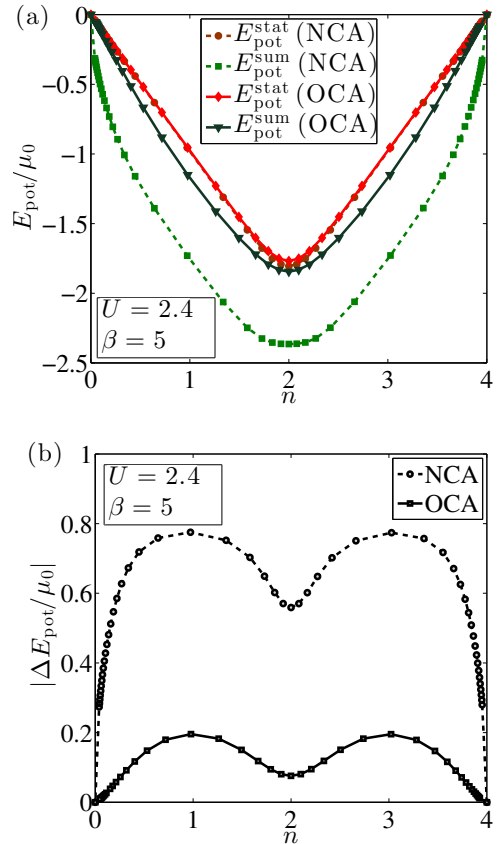 (a)
0
−0.5
−1
−1.5
−2
−2.5
E_pot/μ_0
E_pot^stat (NCA)
E_pot^sum (NCA)
E_pot^stat (OCA)
E_pot^sum (OCA)
U = 2.4
β = 5
0 1 2 3 4
n
(b)
1
0.8
0.6
0.4
0.2
0
|ΔE_pot/μ_0|
U = 2.4
β = 5
NCA
OCA
0 1 2 3 4
n